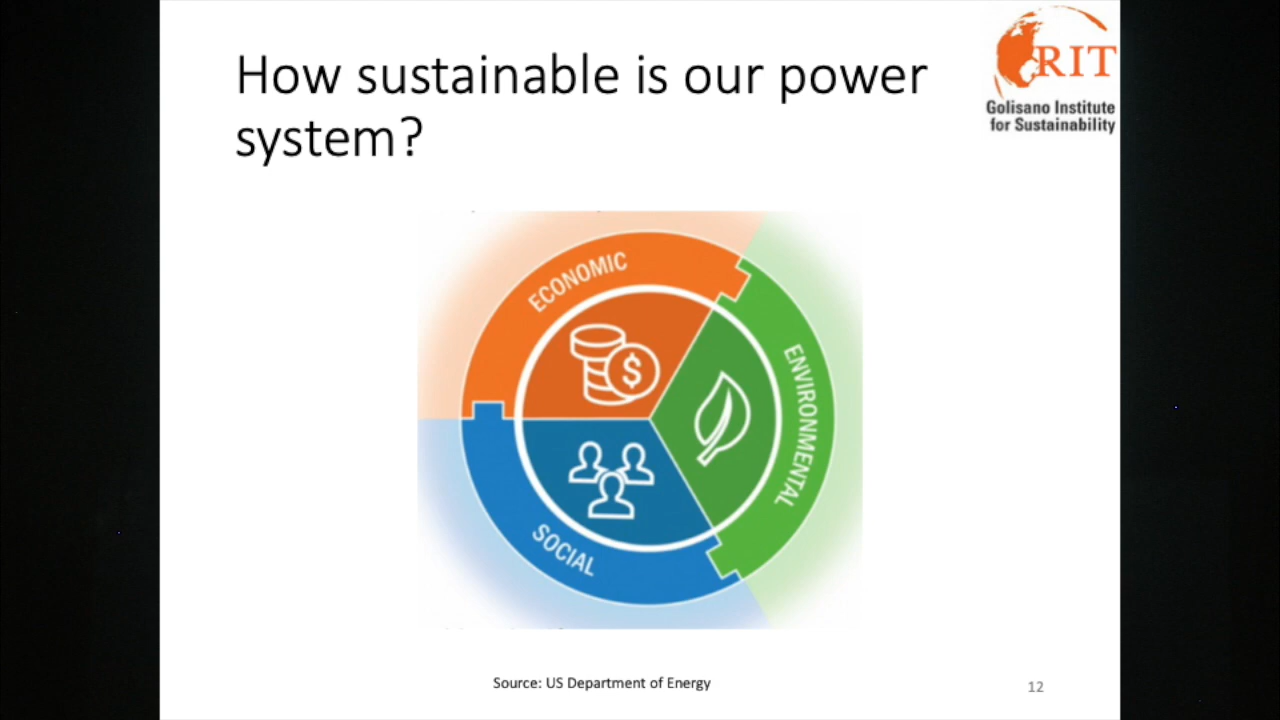 How sustainable is our power
system?
RIT
Golisano Institute
for Sustainability
ECONOMIC
$
ENVIRONMENTAL
SOCIAL
Source: US Department of Energy
12